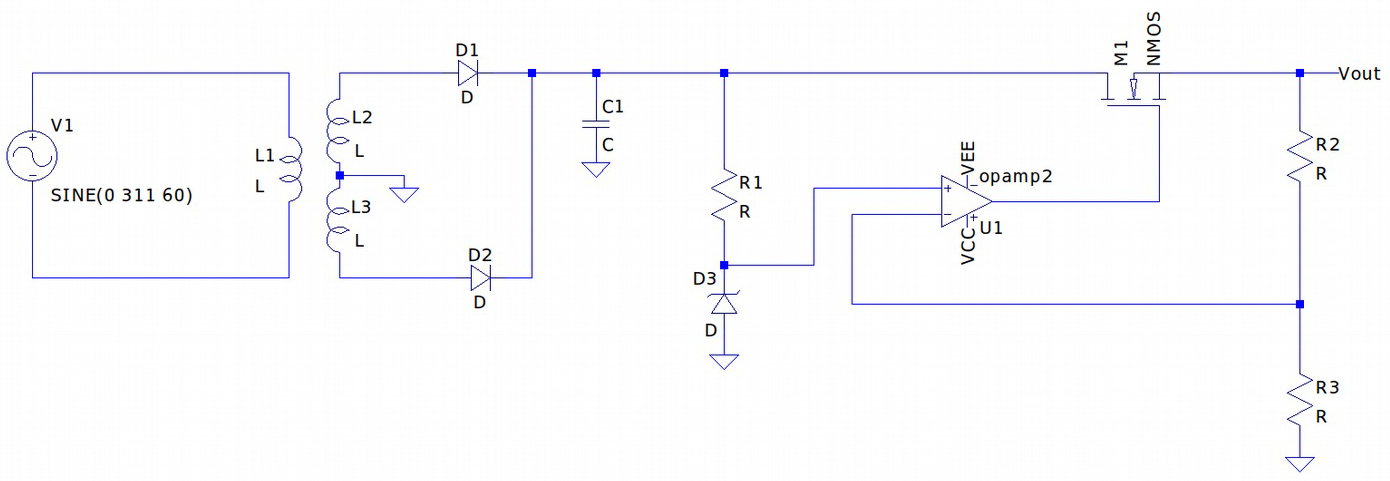 V1
SINE(0 311 60)
L1
L
L2
L
L3
L
D1
D
D2
D
C1
C
R1
R
D3
D
VEE
opamp2
VCC
U1
M1
NMOS
Vout
R2
R
R3
R